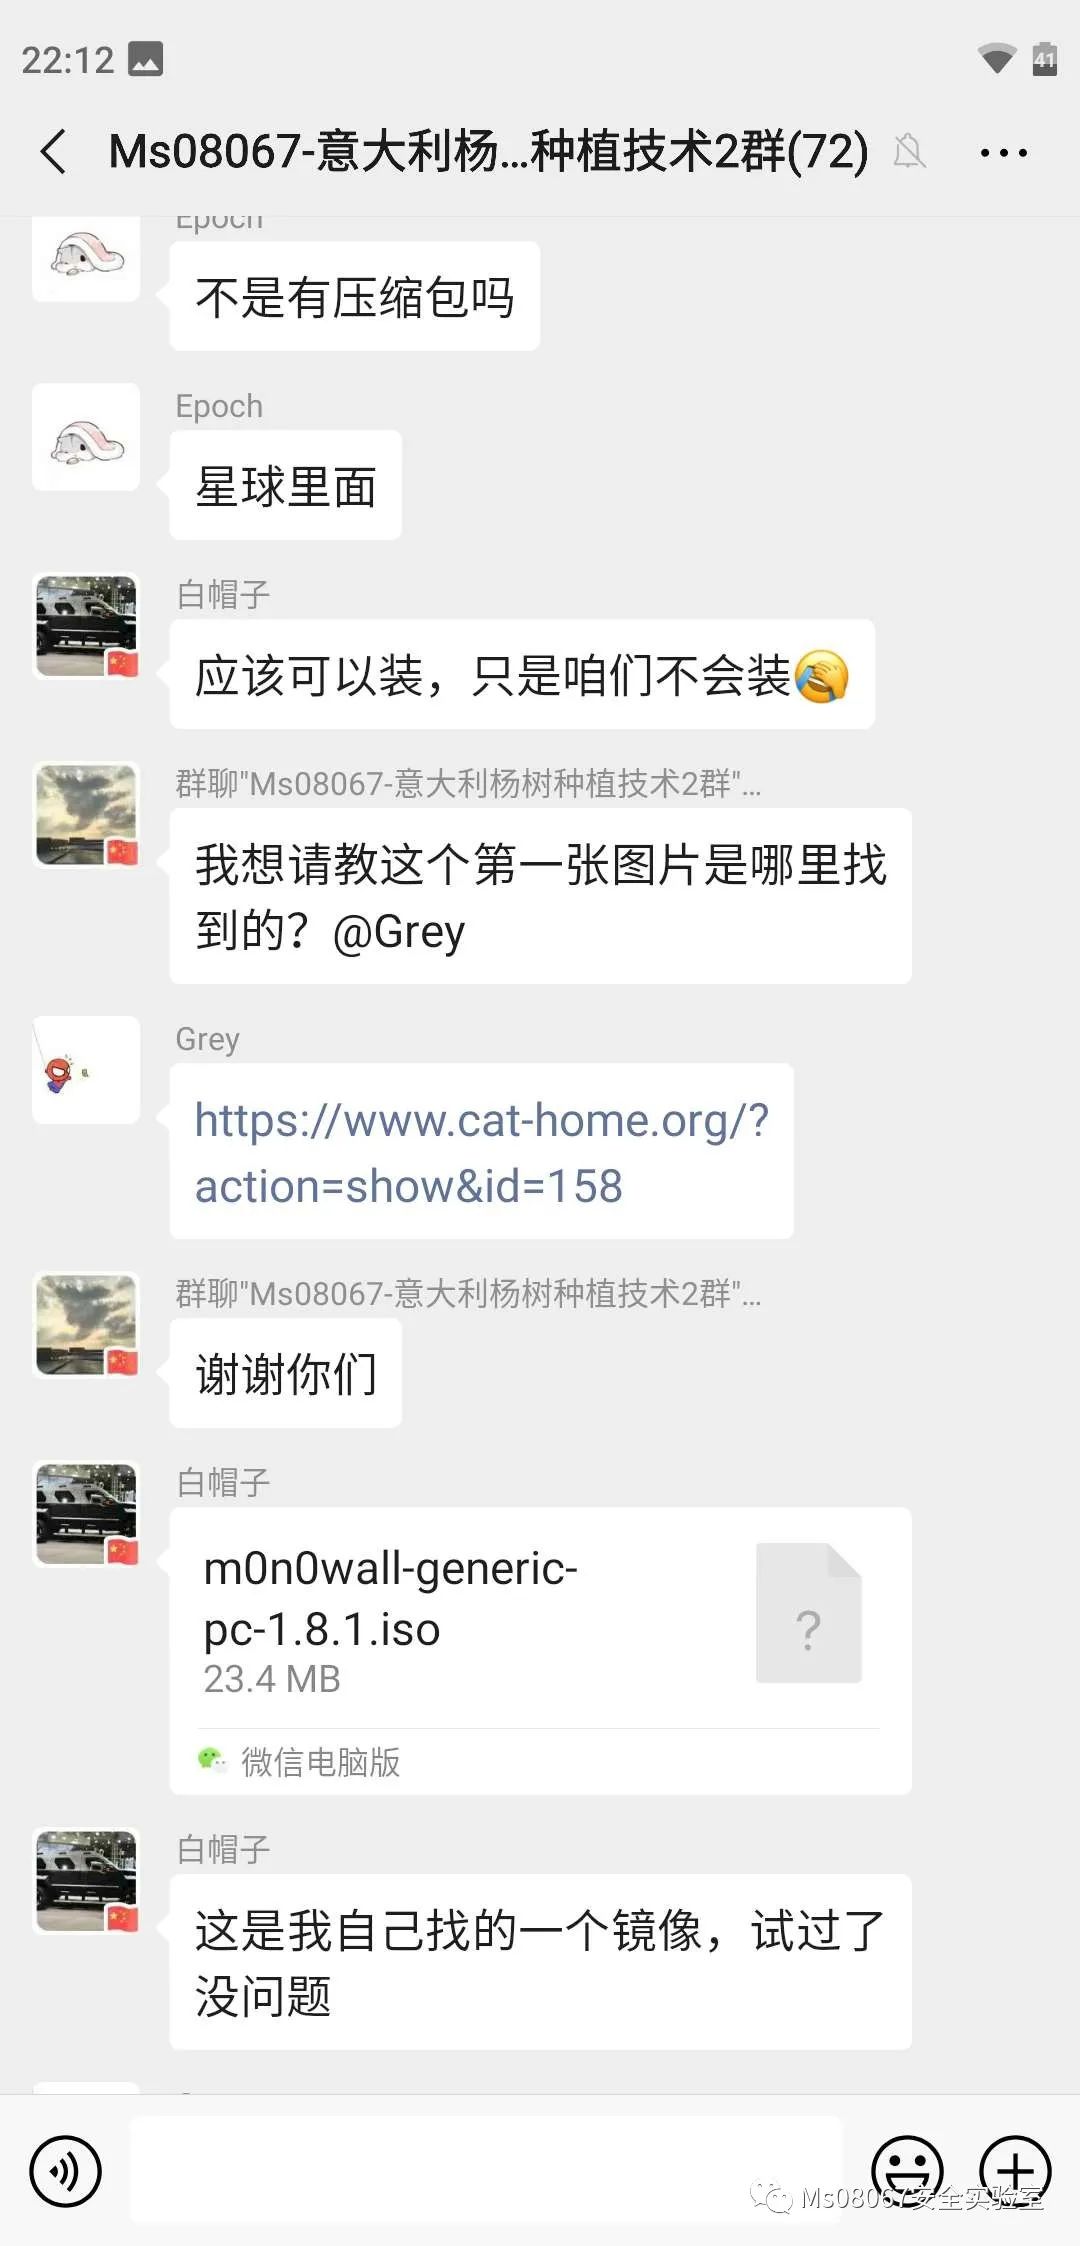 22:12
41
Ms08067-意大利杨...种植技术2群(72)
Epoch
不是有压缩包吗
Epoch
星球里面
白帽子
应该可以装，只是咱们不会装
群聊"Ms08067-意大利杨树种植技术2群"...
我想请教这个第一张图片是哪里找
到的？@Grey
Grey
https://www.cat-home.org/?
action=show&id=158
群聊"Ms08067-意大利杨树种植技术2群"...
谢谢你们
白帽子
m0n0wall-generic-
pc-1.8.1.iso
23.4 MB
?
微信电脑版
白帽子
这是我自己找的一个镜像，试过了
没问题
Ms08067安全实验室